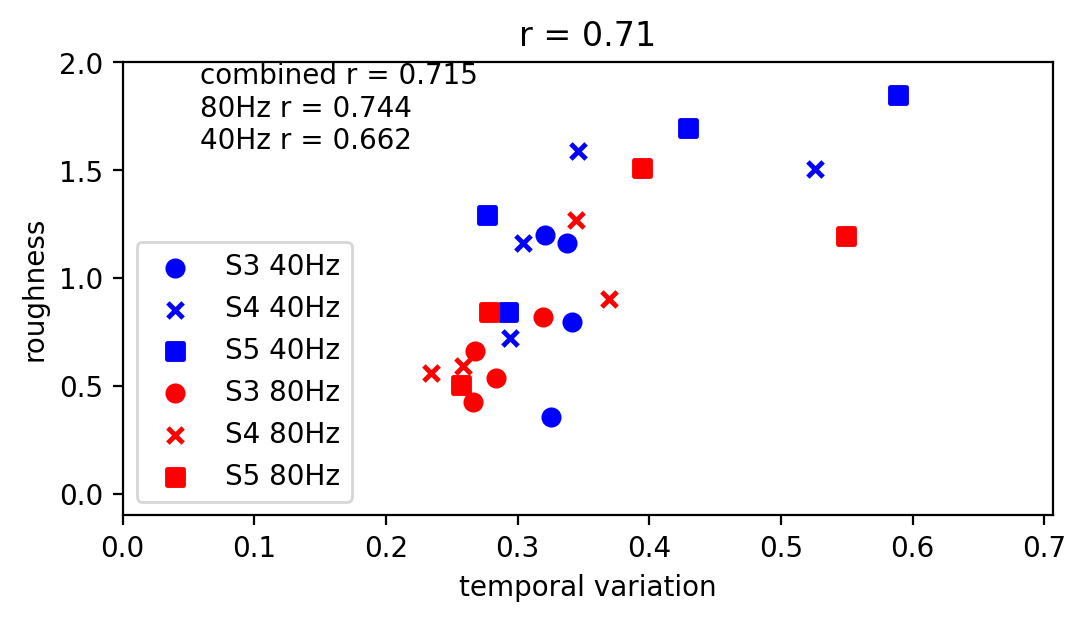 r = 0.71
combined r = 0.715
80Hz r = 0.744
40Hz r = 0.662
2.0
1.5
1.0
0.5
0.0
roughness
S3 40Hz
S4 40Hz
S5 40Hz
S3 80Hz
S4 80Hz
S5 80Hz
0.0 0.1 0.2 0.3 0.4 0.5 0.6 0.7
temporal variation